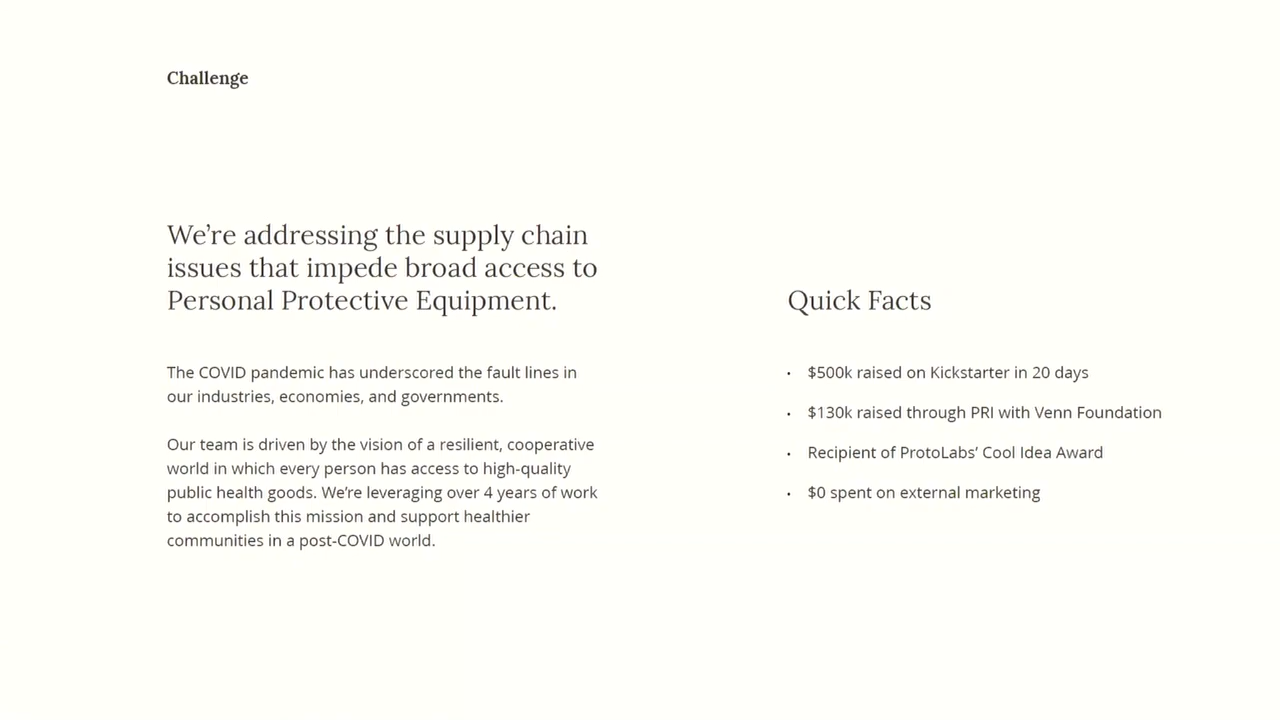 Challenge
We’re addressing the supply chain
issues that impede broad access to
Personal Protective Equipment.
The COVID pandemic has underscored the fault lines in
our industries, economies, and governments.
Our team is driven by the vision of a resilient, cooperative
world in which every person has access to high-quality
public health goods. We’re leveraging over 4 years of work
to accomplish this mission and support healthier
communities in a post-COVID world.
Quick Facts
• $500k raised on Kickstarter in 20 days
• $130k raised through PRI with Venn Foundation
• Recipient of ProtoLabs’ Cool Idea Award
• $0 spent on external marketing